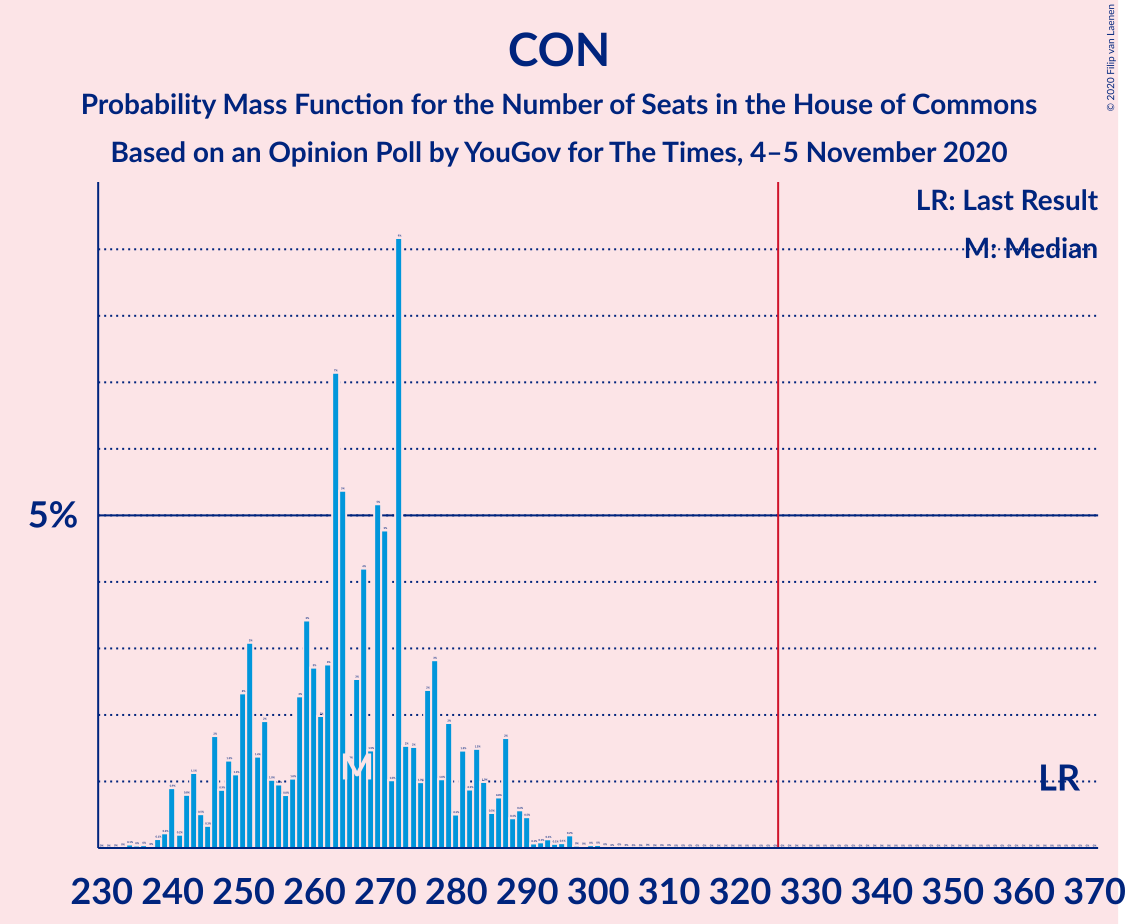 CON
Probability Mass Function for the Number of Seats in the House of Commons
Based on an Opinion Poll by YouGov for The Times, 4–5 November 2020
© 2020 Filip van Laenen
LR: Last Result
M: Median
5%
M
LR
230 240 250 260 270 280 290 300 310 320 330 340 350 360 370